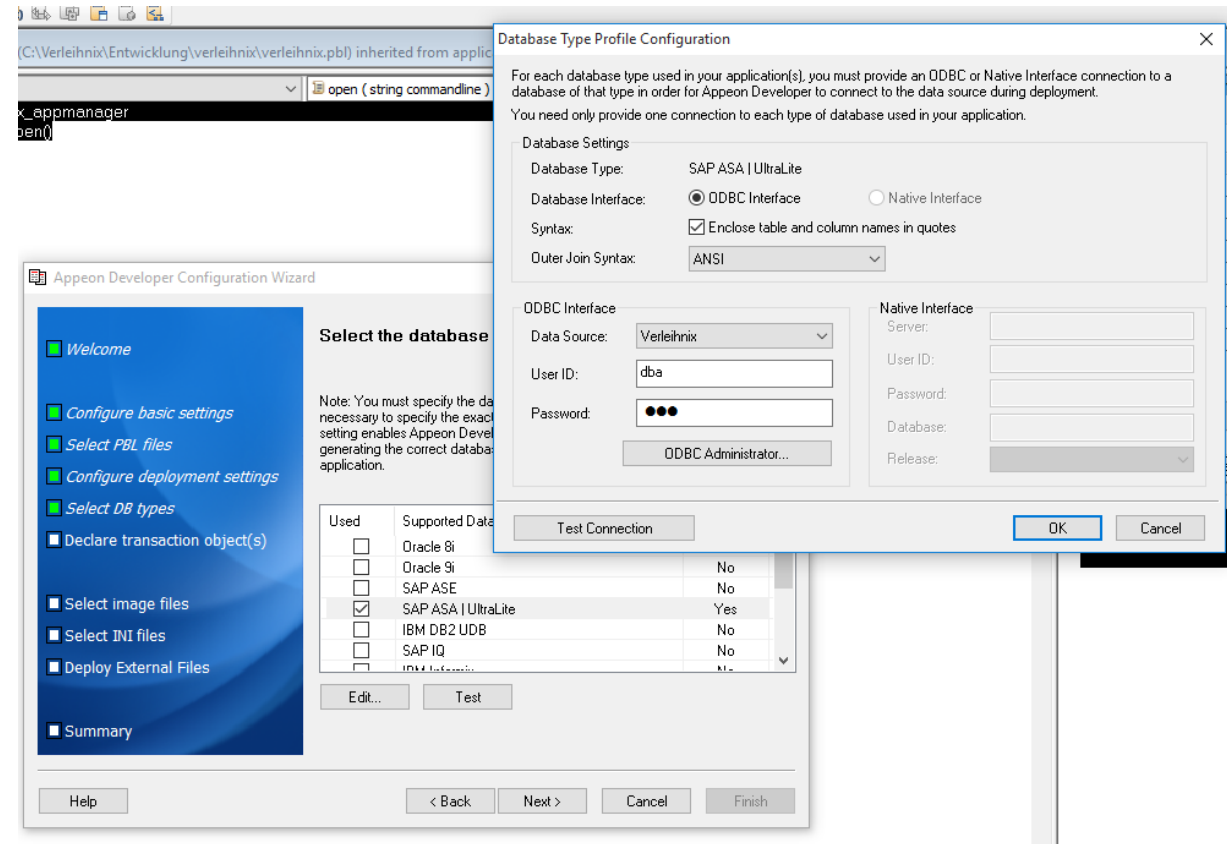 (C:\Verleihnix\Entwicklung\verleihnix\verleihnix.pbl) inherited from applic
open ( string commandline )
x_appmanager
pen()
Database Type Profile Configuration
For each database type used in your application(s), you must provide an ODBC or Native Interface connection to a
database of that type in order for Appeon Developer to connect to the data source during deployment.
You need only provide one connection to each type of database used in your application.
Database Settings
Database Type: SAP ASA | UltraLite
Database Interface: ODBC Interface Native Interface
Syntax: Enclose table and column names in quotes
Outer Join Syntax: ANSI
ODBC Interface
Data Source: Verleihnix
User ID: dba
Password: ●●●
ODBC Administrator...
Native Interface
Server:
User ID:
Password:
Database:
Release:
Test Connection OK Cancel
Appeon Developer Configuration Wizard
Welcome
Configure basic settings
Select PBL files
Configure deployment settings
Select DB types
Declare transaction object(s)
Select image files
Select INI files
Deploy External Files
Summary
Select the database
Note: You must specify the da
necessary to specify the exact
setting enables Appeon Devel
generating the correct databa
application.
Used Supported Data
Oracle 8i
Oracle 9i No
SAP ASE No
SAP ASA | UltraLite Yes
IBM DB2 UDB No
SAP IQ No
Edit... Test
Help < Back Next > Cancel Finish